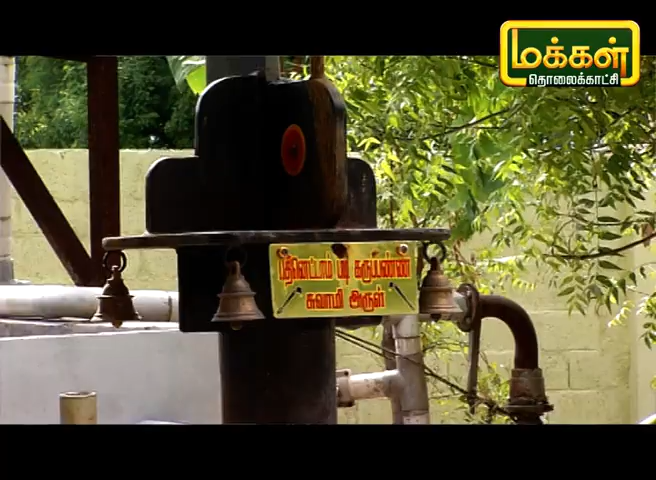 மக்கள்
தொலைக்காட்சி
பதினெட்டாம் படி கருப்பண்ண
சுவாமி அருள்